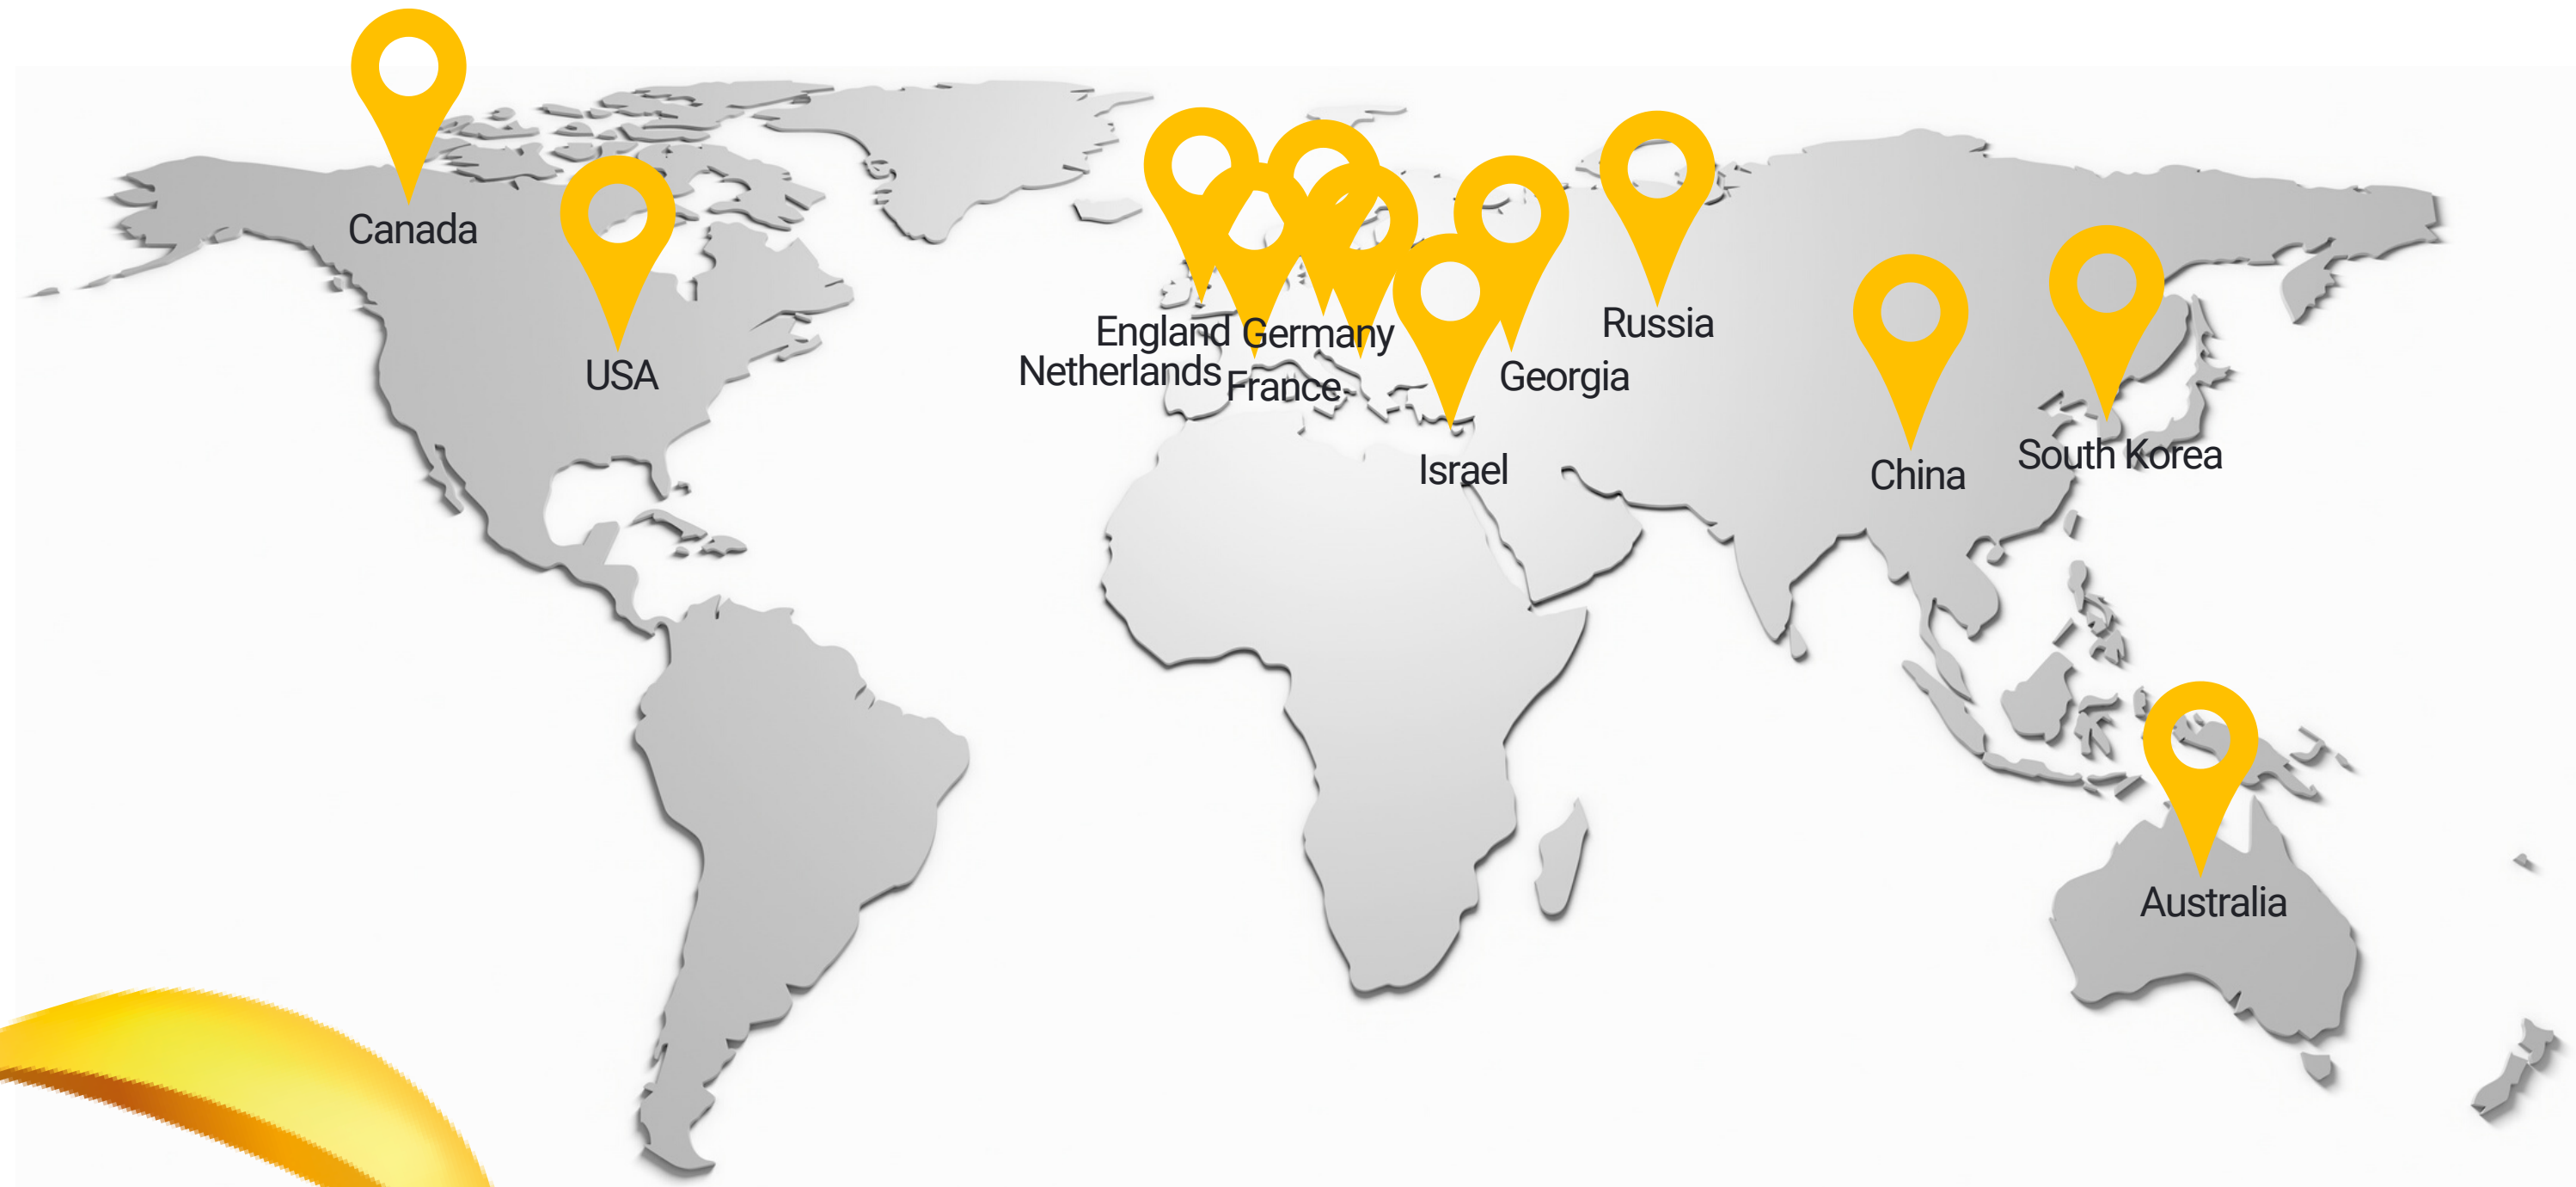 Canada
USA
England
Germany
Netherlands
France
Russia
Georgia
Israel
China
South Korea
Australia